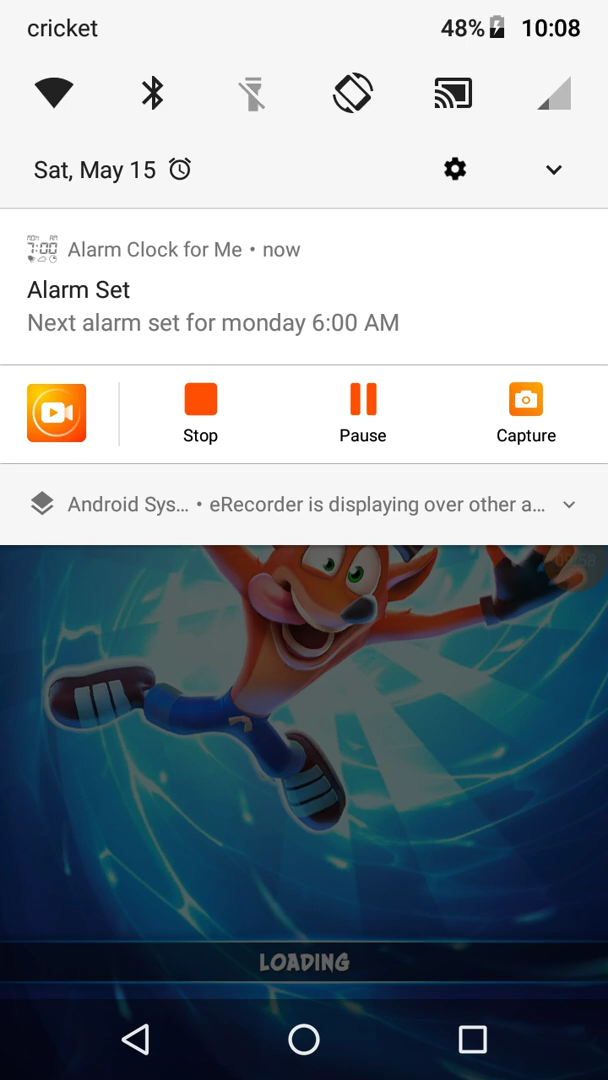 cricket
48%
10:08
Sat, May 15
7:00
Alarm Clock for Me • now
Alarm Set
Next alarm set for monday 6:00 AM
Stop
Pause
Capture
Android Sys... • eRecorder is displaying over other a...
LOADING